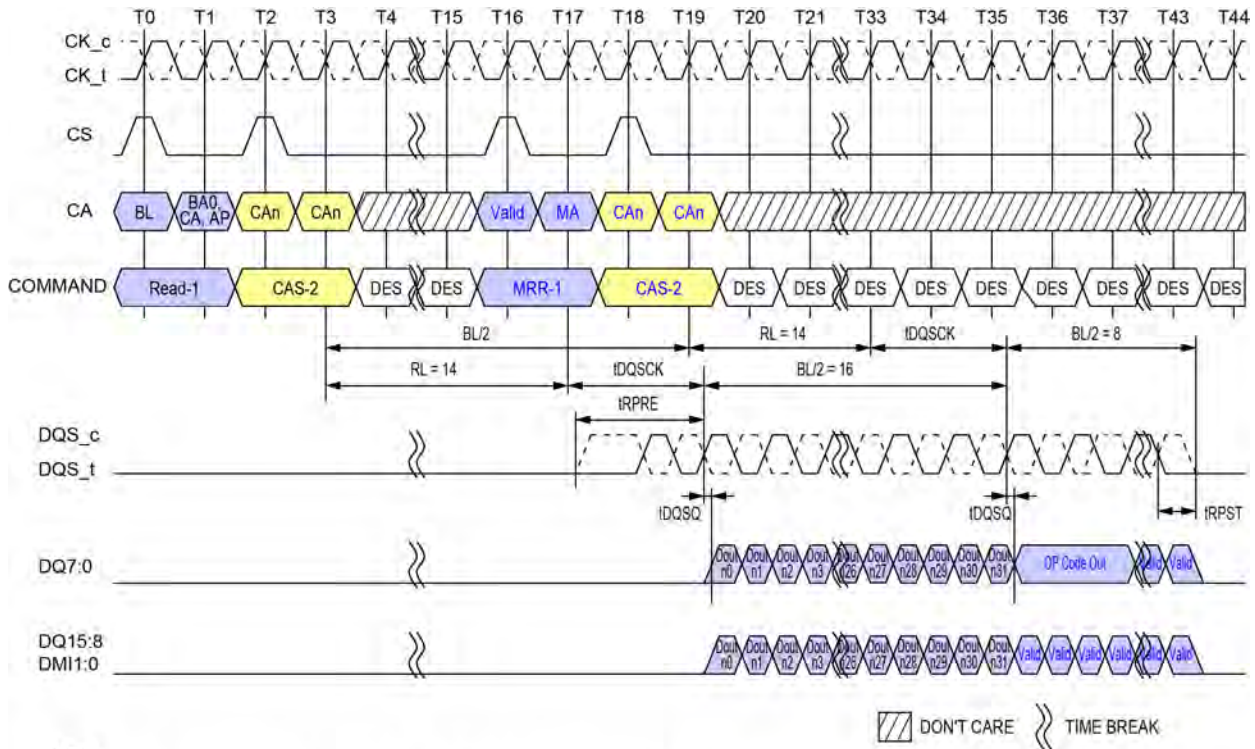 T0 T1 T2 T3 T4 T15 T16 T17 T18 T19 T20 T21 T33 T34 T35 T36 T37 T43 T44
CK_c
CK_t
CS
CA BL BA0, CA, AP CAn CAn Valid MA CAn CAn
COMMAND Read-1 CAS-2 DES DES MRR-1 CAS-2 DES DES DES DES DES DES DES DES DES
BL/2 RL = 14 tDQSCK BL/2 = 8
RL = 14 tDQSCK BL/2 = 16
tRPRE
DQS_c
DQS_t
tDQSQ tDQSQ tRPST
DQ7:0 Dout n0 Dout n1 Dout n2 Dout n3 Dout n26 Dout n27 Dout n28 Dout n29 Dout n30 Dout n31 OP Code Out Valid Valid
DQ15:8
DMI1:0 Dout n0 Dout n1 Dout n2 Dout n3 Dout n26 Dout n27 Dout n28 Dout n29 Dout n30 Dout n31 Valid Valid Valid Valid Valid Valid
DON'T CARE TIME BREAK